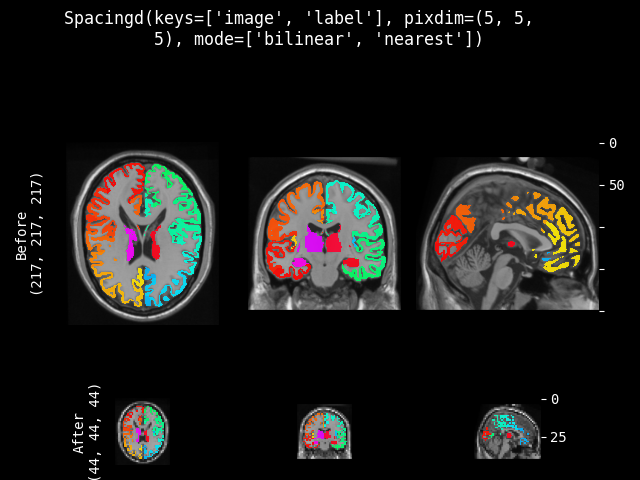 Spacingd(keys=['image', 'label'], pixdim=(5, 5,
5), mode=['bilinear', 'nearest'])
Before
(217, 217, 217)
0
50
After
(44, 44, 44)
0
25